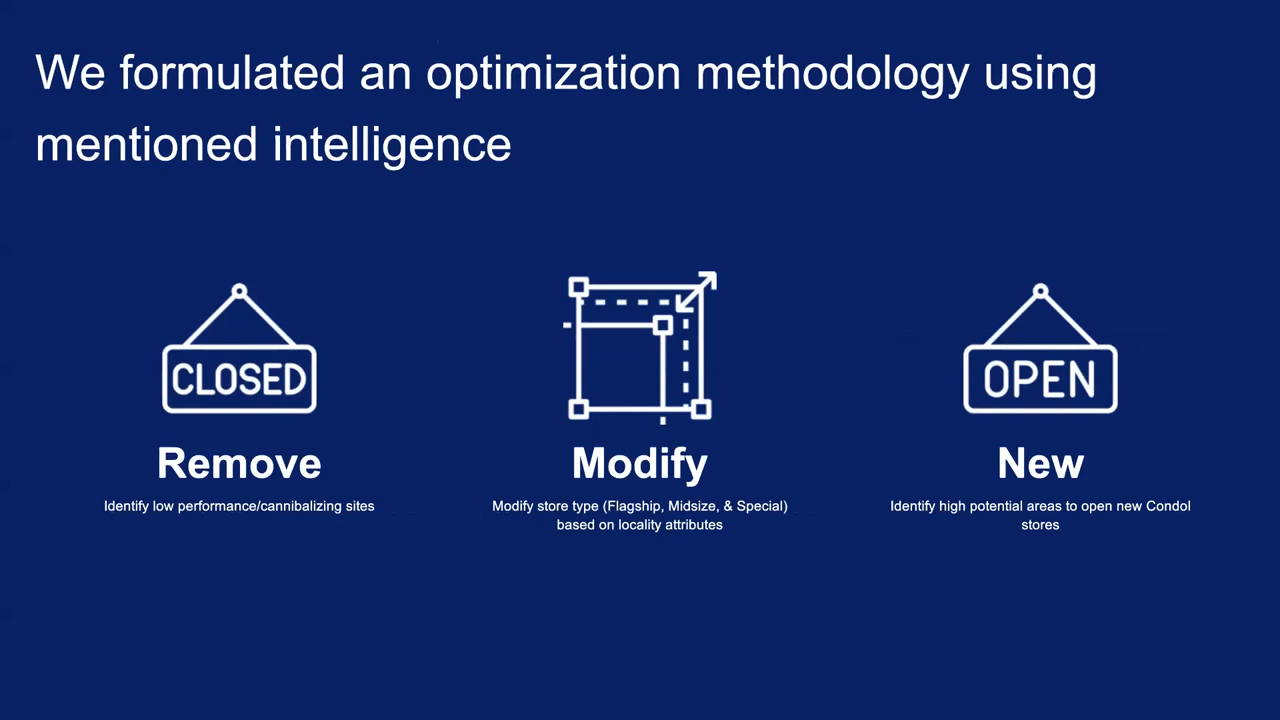 We formulated an optimization methodology using
mentioned intelligence
CLOSED
OPEN
Remove
Modify
New
Identify low performance/cannibalizing sites
Modify store type (Flagship, Midsize, & Special)
based on locality attributes
Identify high potential areas to open new Condol
stores